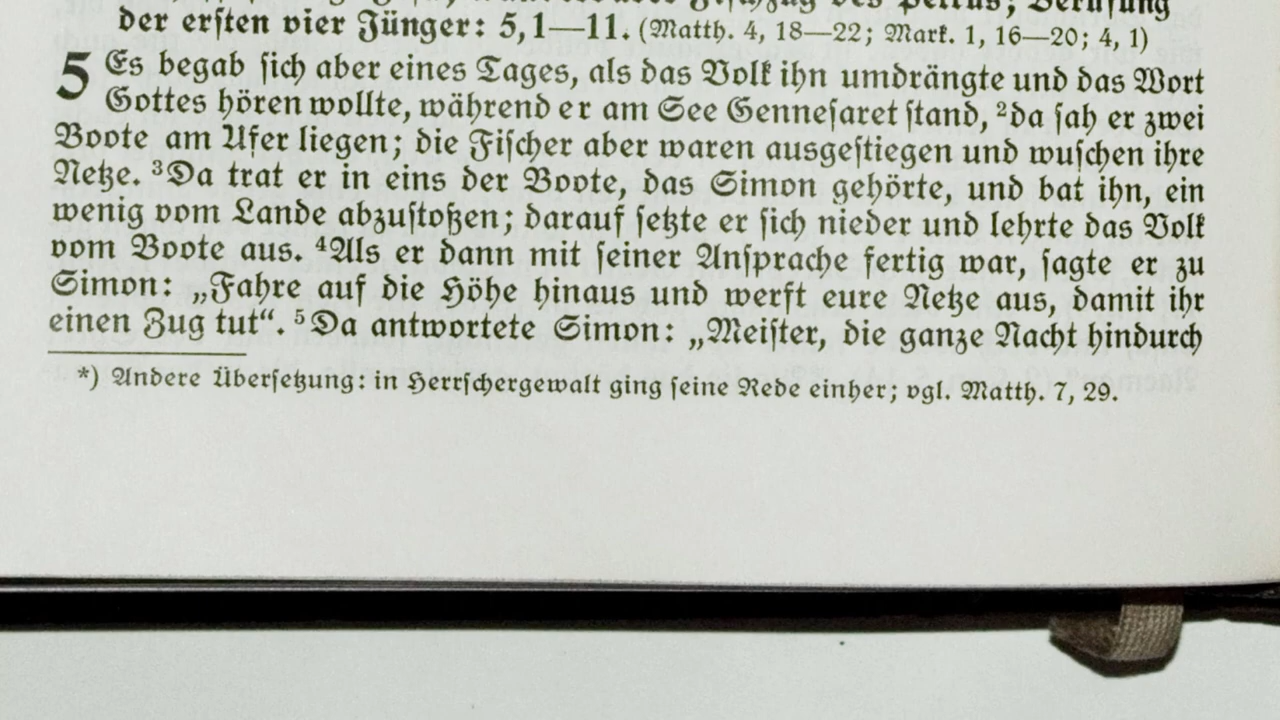 des Petrus; Berufung
der ersten vier Jünger: 5,1—11. (Matth. 4, 18—22; Mark. 1, 16—20; 4, 1)
5 Es begab sich aber eines Tages, als das Volk ihn umdrängte und das Wort
Gottes hören wollte, während er am See Gennesaret stand, ²da sah er zwei
Boote am Ufer liegen; die Fischer aber waren ausgestiegen und wuschen ihre
Netze. ³Da trat er in eins der Boote, das Simon gehörte, und bat ihn, ein
wenig vom Lande abzustoßen; darauf setzte er sich nieder und lehrte das Volk
vom Boote aus. ⁴Als er dann mit seiner Ansprache fertig war, sagte er zu
Simon: „Fahre auf die Höhe hinaus und werft eure Netze aus, damit ihr
einen Zug tut“. ⁵Da antwortete Simon: „Meister, die ganze Nacht hindurch
*) Andere Übersetzung: in Herrschergewalt ging seine Rede einher; vgl. Matth. 7, 29.